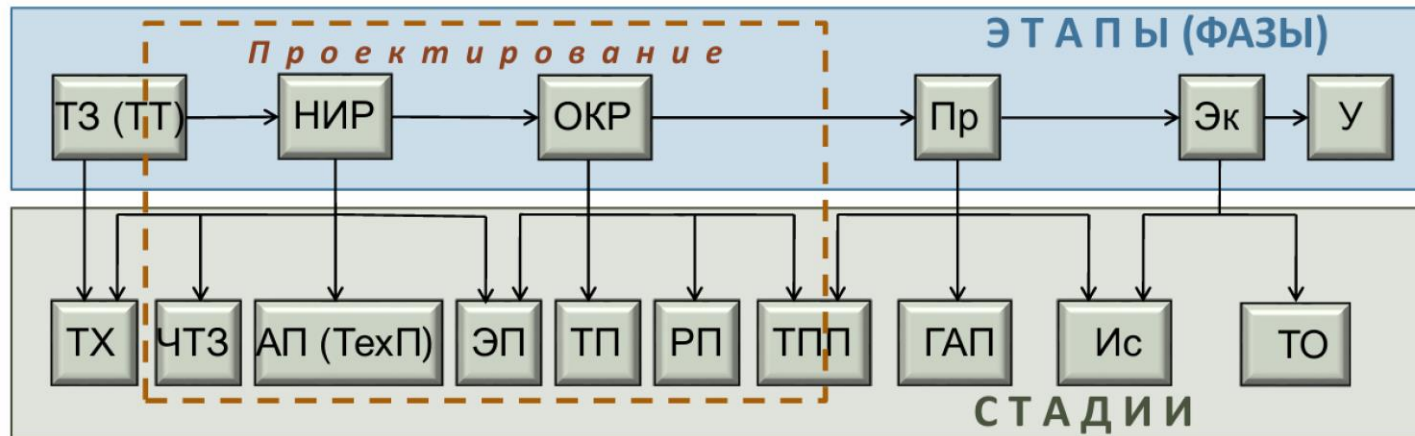 Э Т А П Ы (ФАЗЫ)
П р о е к т и р о в а н и е
ТЗ (ТТ) НИР ОКР Пр Эк У
ТХ ЧТЗ АП (ТехП) ЭП ТП РП ТПП ГАП Ис ТО
С Т А Д И И